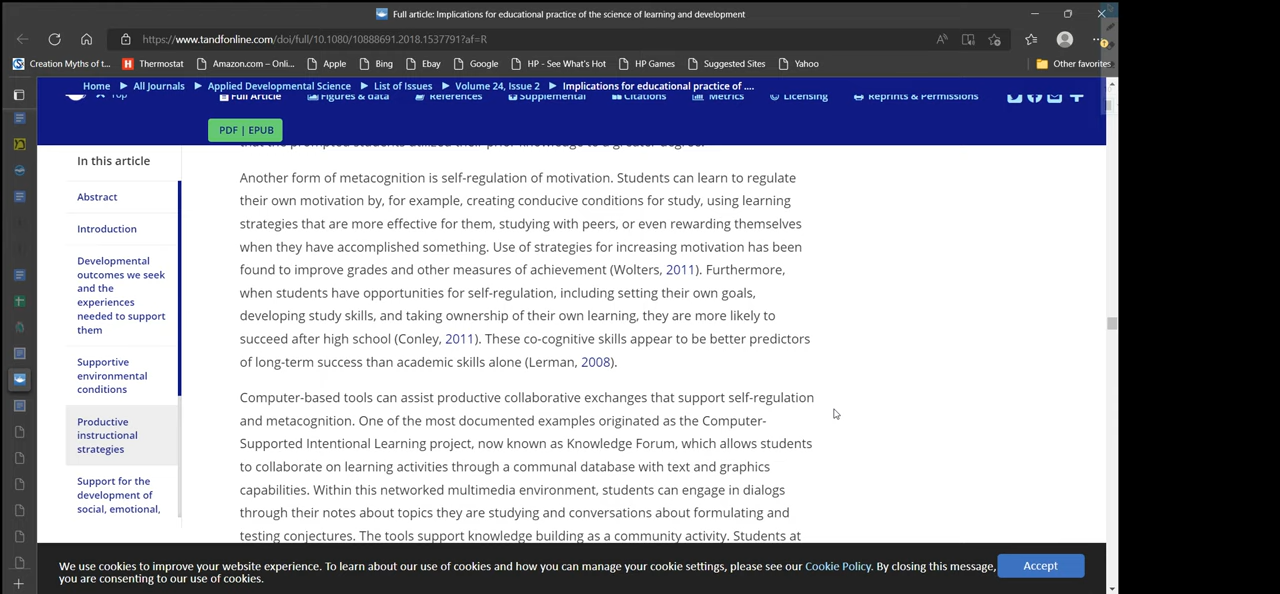 Full article: Implications for educational practice of the science of learning and development
https://www.tandfonline.com/doi/full/10.1080/10888691.2018.1537791?af=R
Creation Myths of t... Thermostat Amazon.com – Onli... Apple Bing Ebay Google HP - See What's Hot HP Games Suggested Sites Yahoo Other favorites
Home All Journals Applied Developmental Science List of Issues Volume 24, Issue 2 Implications for educational practice of ....
Top Full Article Figures & data References Supplemental Citations Metrics Licensing Reprints & Permissions
PDF | EPUB
In this article
Abstract
Introduction
Developmental
outcomes we seek
and the
experiences
needed to support
them
Supportive
environmental
conditions
Productive
instructional
strategies
Support for the
development of
social, emotional,
that the prompted students utilized their prior knowledge to a greater degree.
Another form of metacognition is self-regulation of motivation. Students can learn to regulate
their own motivation by, for example, creating conducive conditions for study, using learning
strategies that are more effective for them, studying with peers, or even rewarding themselves
when they have accomplished something. Use of strategies for increasing motivation has been
found to improve grades and other measures of achievement (Wolters, 2011). Furthermore,
when students have opportunities for self-regulation, including setting their own goals,
developing study skills, and taking ownership of their own learning, they are more likely to
succeed after high school (Conley, 2011). These co-cognitive skills appear to be better predictors
of long-term success than academic skills alone (Lerman, 2008).
Computer-based tools can assist productive collaborative exchanges that support self-regulation
and metacognition. One of the most documented examples originated as the Computer-
Supported Intentional Learning project, now known as Knowledge Forum, which allows students
to collaborate on learning activities through a communal database with text and graphics
capabilities. Within this networked multimedia environment, students can engage in dialogs
through their notes about topics they are studying and conversations about formulating and
testing conjectures. The tools support knowledge building as a community activity. Students at
We use cookies to improve your website experience. To learn about our use of cookies and how you can manage your cookie settings, please see our Cookie Policy. By closing this message,
you are consenting to our use of cookies.
Accept